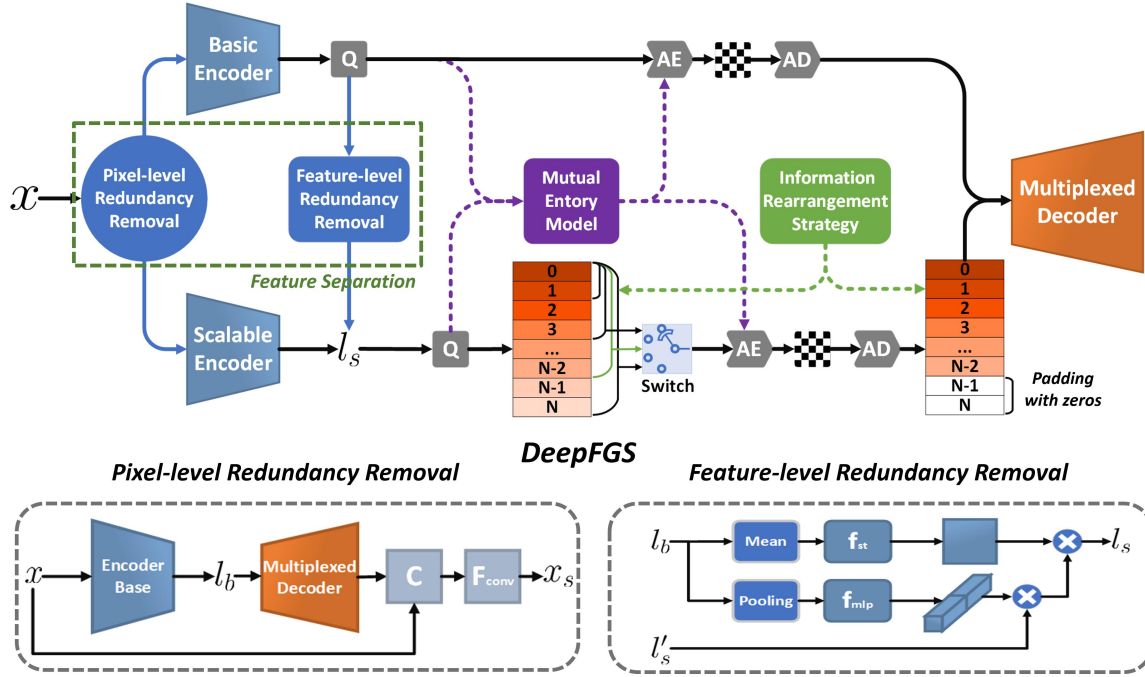 Basic
Encoder
Q
AE
AD
x
Pixel-level
Redundancy
Removal
Feature-level
Redundancy
Removal
Mutual
Entory
Model
Information
Rearrangement
Strategy
Multiplexed
Decoder
Feature Separation
Scalable
Encoder
l_s
Q
0
1
2
3
...
N-2
N-1
N
Switch
AE
AD
0
1
2
3
...
N-2
N-1
N
Padding
with zeros
DeepFGS
Pixel-level Redundancy Removal
x
Encoder
Base
l_b
Multiplexed
Decoder
C
F_conv
x_s
Feature-level Redundancy Removal
l_b
Mean
f_st
l_s
Pooling
f_mlp
l'_s